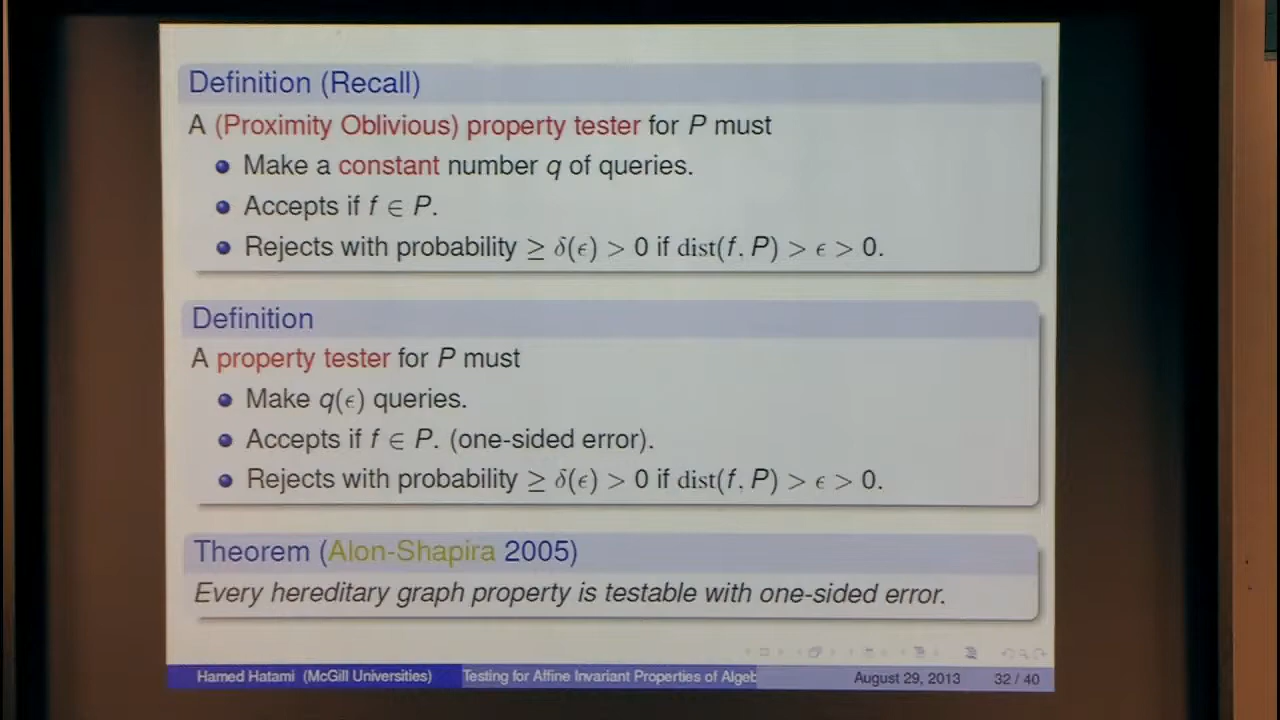 Definition (Recall)
A (Proximity Oblivious) property tester for P must
Make a constant number q of queries.
Accepts if f ∈ P.
Rejects with probability ≥ δ(ϵ) > 0 if dist(f, P) > ϵ > 0.
Definition
A property tester for P must
Make q(ϵ) queries.
Accepts if f ∈ P. (one-sided error).
Rejects with probability ≥ δ(ϵ) > 0 if dist(f, P) > ϵ > 0.
Theorem (Alon-Shapira 2005)
Every hereditary graph property is testable with one-sided error.
Hamed Hatami (McGill Universities) Testing for Affine Invariant Properties of Algeb August 29, 2013 32 / 40